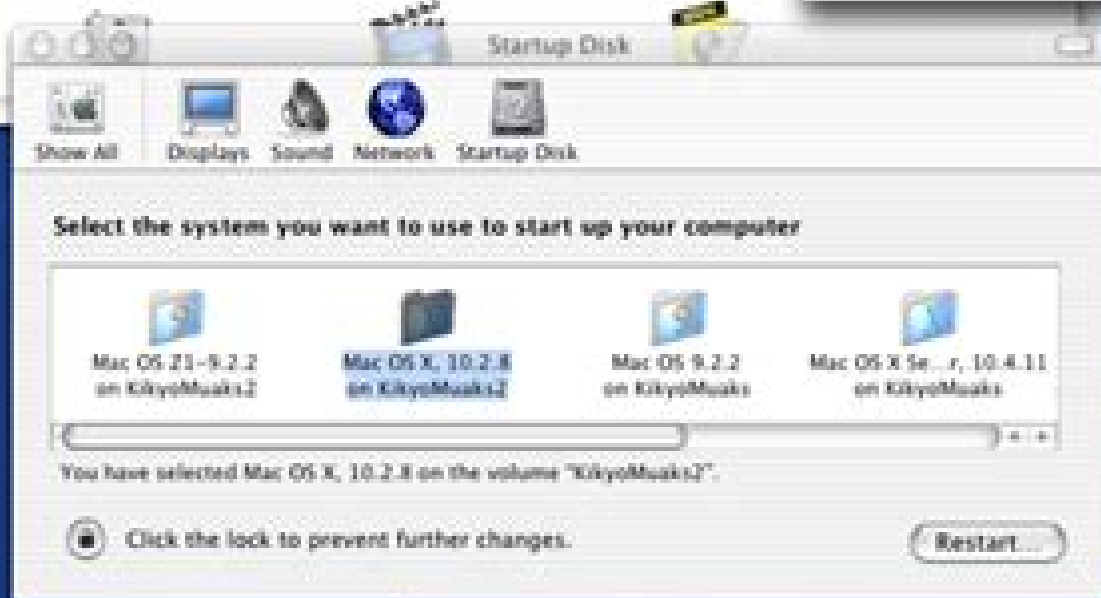 Startup Disk
Show All Displays Sound Network Startup Disk
Select the system you want to use to start up your computer
Mac OS Z1-9.2.2 on KikyoMuaks2
Mac OS X, 10.2.8 on KikyoMuaks2
Mac OS 9.2.2 on KikyoMuaks
Mac OS X Se...r, 10.4.11 on KikyoMuaks
You have selected Mac OS X, 10.2.8 on the volume "KikyoMuaks2".
Click the lock to prevent further changes.
Restart...